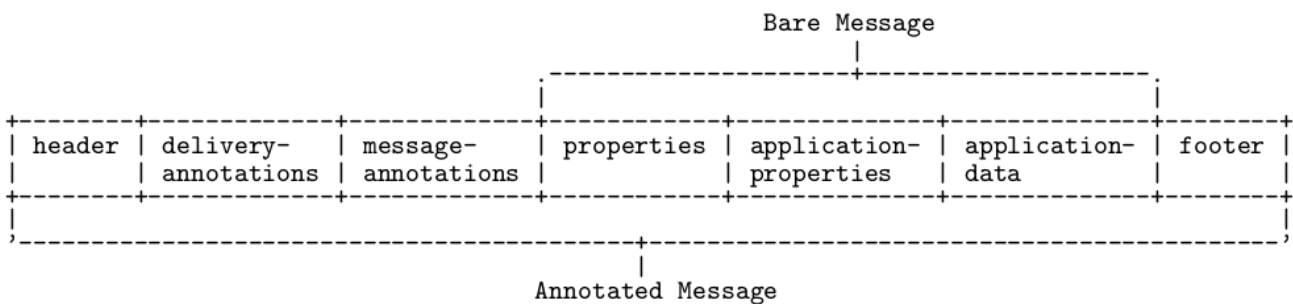 Bare Message
header | delivery- | message- | properties | application- | application- | footer
annotations | annotations | properties | data
Annotated Message